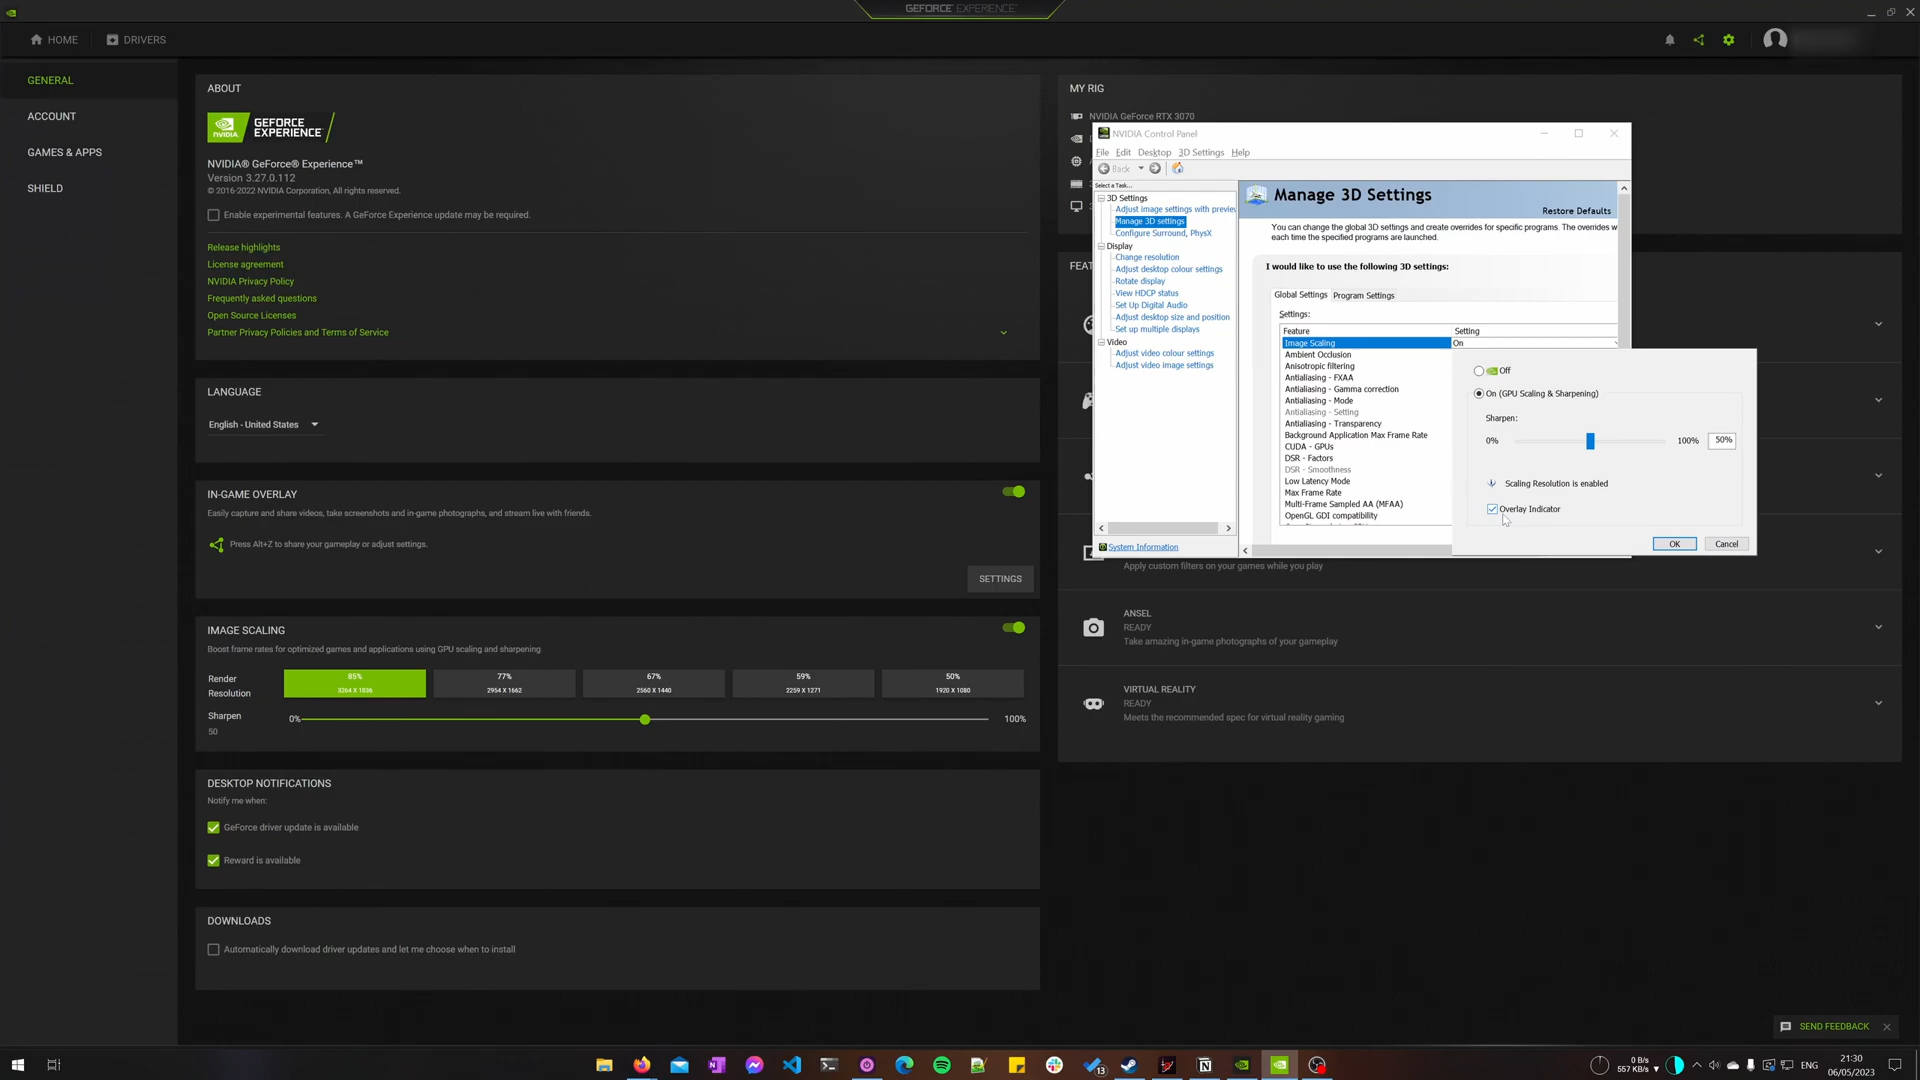 GEFORCE EXPERIENCE
HOME
DRIVERS
GENERAL
ACCOUNT
GAMES & APPS
SHIELD
ABOUT
NVIDIA
GEFORCE
EXPERIENCE
NVIDIA® GeForce® Experience™
Version 3.27.0.112
© 2016-2022 NVIDIA Corporation, All rights reserved.
Enable experimental features. A GeForce Experience update may be required.
Release highlights
License agreement
NVIDIA Privacy Policy
Frequently asked questions
Open Source Licenses
Partner Privacy Policies and Terms of Service
LANGUAGE
English - United States
IN-GAME OVERLAY
Easily capture and share videos, take screenshots and in-game photographs, and stream live with friends.
Press Alt+Z to share your gameplay or adjust settings.
SETTINGS
IMAGE SCALING
Boost frame rates for optimized games and applications using GPU scaling and sharpening
Render
Resolution
85%
3264 X 1836
77%
2954 X 1662
67%
2560 X 1440
59%
2259 X 1271
50%
1920 X 1080
Sharpen
50
0%
100%
DESKTOP NOTIFICATIONS
Notify me when:
GeForce driver update is available
Reward is available
DOWNLOADS
Automatically download driver updates and let me choose when to install
MY RIG
NVIDIA GeForce RTX 3070
NVIDIA Control Panel
File Edit Desktop 3D Settings Help
Back
Select a Task...
3D Settings
Adjust image settings with preview
Manage 3D settings
Configure Surround, PhysX
Display
Change resolution
Adjust desktop colour settings
Rotate display
View HDCP status
Set Up Digital Audio
Adjust desktop size and position
Set up multiple displays
Video
Adjust video colour settings
Adjust video image settings
System Information
Manage 3D Settings
Restore Defaults
You can change the global 3D settings and create overrides for specific programs. The overrides w
each time the specified programs are launched.
I would like to use the following 3D settings:
Global Settings
Program Settings
Settings:
Feature Setting
Image Scaling On
Ambient Occlusion
Anisotropic filtering
Antialiasing - FXAA
Antialiasing - Gamma correction
Antialiasing - Mode
Antialiasing - Setting
Antialiasing - Transparency
Background Application Max Frame Rate
CUDA - GPUs
DSR - Factors
DSR - Smoothness
Low Latency Mode
Max Frame Rate
Multi-Frame Sampled AA (MFAA)
OpenGL GDI compatibility
Off
On (GPU Scaling & Sharpening)
Sharpen:
0%
100%
50%
Scaling Resolution is enabled
Overlay Indicator
OK
Cancel
FEAT
Apply custom filters on your games while you play
ANSEL
READY
Take amazing in-game photographs of your gameplay
VIRTUAL REALITY
READY
Meets the recommended spec for virtual reality gaming
SEND FEEDBACK
13
0 B/s
557 KB/s
ENG
21:30
06/05/2023